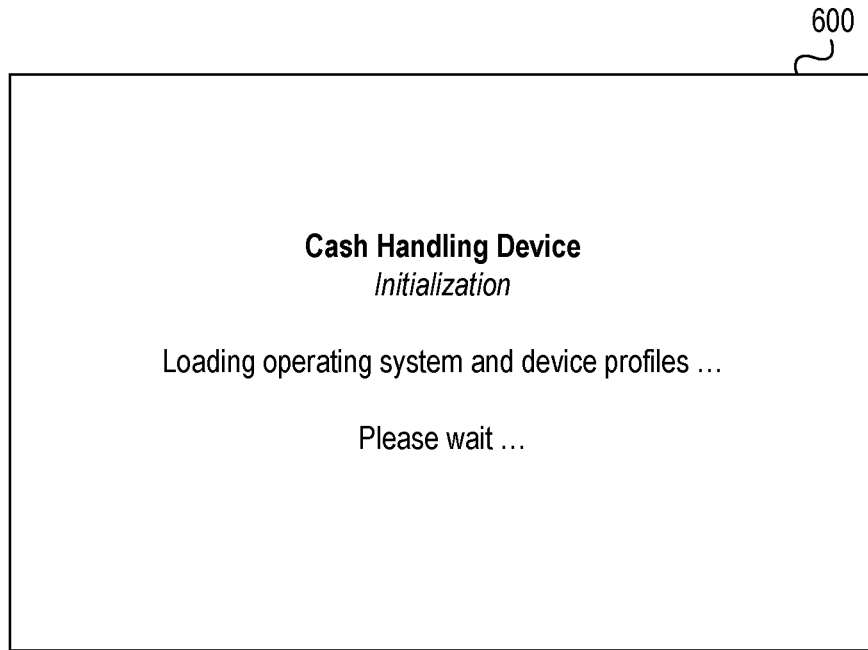 600
Cash Handling Device
Initialization
Loading operating system and device profiles …
Please wait …